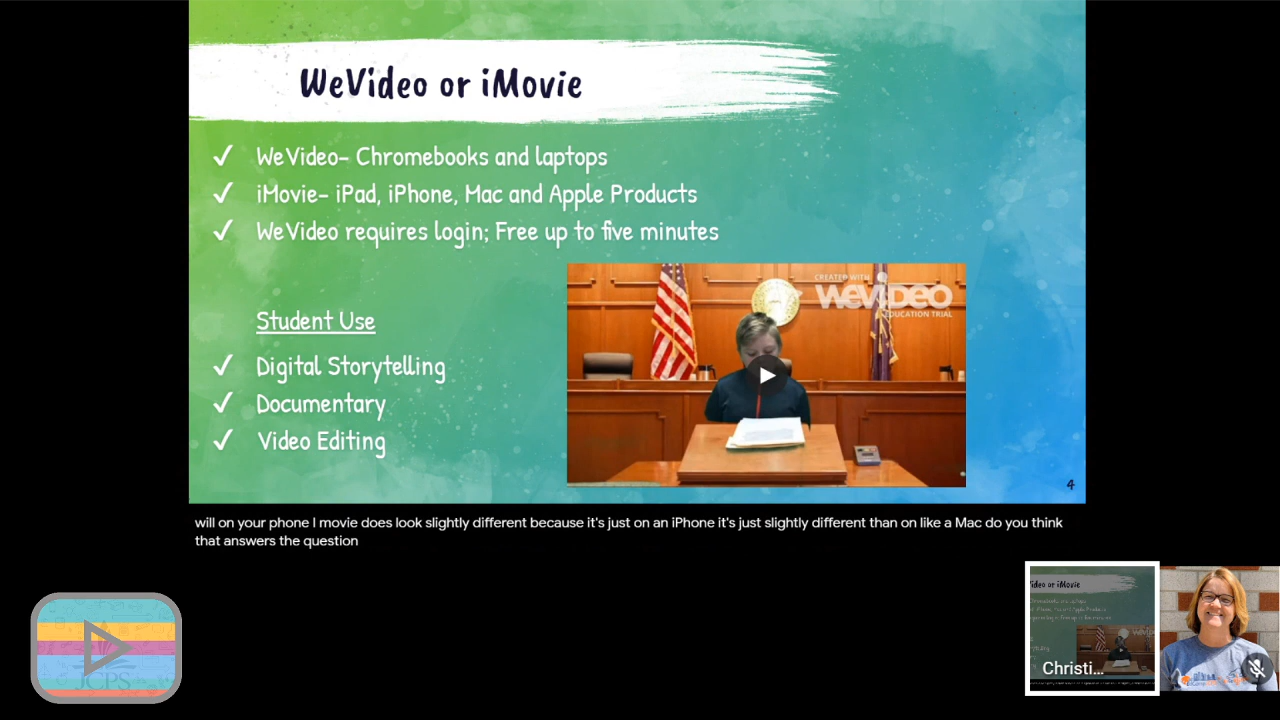 WeVideo or iMovie
✓ WeVideo- Chromebooks and laptops
✓ iMovie- iPad, iPhone, Mac and Apple Products
✓ WeVideo requires login; Free up to five minutes
CREATED WITH
WeVideo
EDUCATION TRIAL
Student Use
✓ Digital Storytelling
✓ Documentary
✓ Video Editing
4
will on your phone I movie does look slightly different because it's just on an iPhone it's just slightly different than on like a Mac do you think
that answers the question
JCPS
Christi...